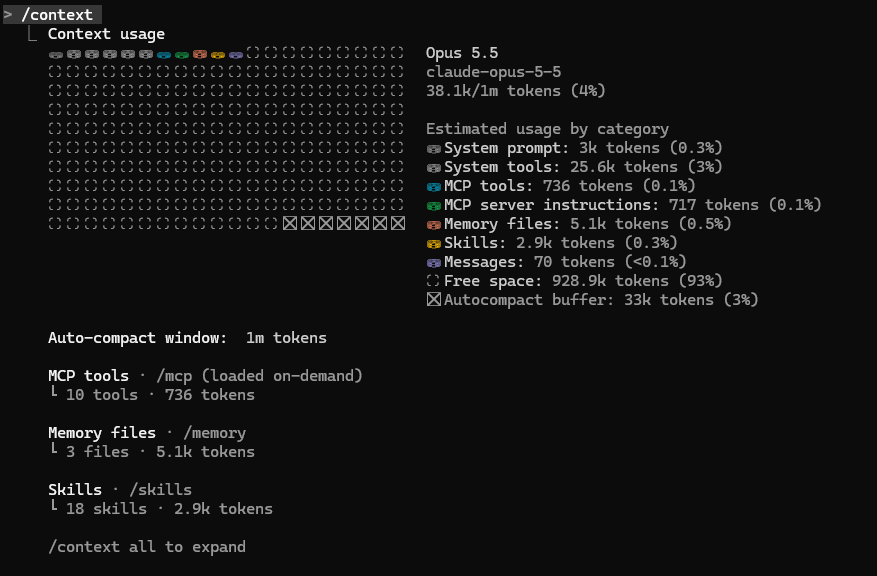 > /context
Context usage
Opus 5.5
claude-opus-5-5
38.1k/1m tokens (4%)
Estimated usage by category
System prompt: 3k tokens (0.3%)
System tools: 25.6k tokens (3%)
MCP tools: 736 tokens (0.1%)
MCP server instructions: 717 tokens (0.1%)
Memory files: 5.1k tokens (0.5%)
Skills: 2.9k tokens (0.3%)
Messages: 70 tokens (<0.1%)
Free space: 928.9k tokens (93%)
Autocompact buffer: 33k tokens (3%)
Auto-compact window: 1m tokens
MCP tools · /mcp (loaded on-demand)
└ 10 tools · 736 tokens
Memory files · /memory
└ 3 files · 5.1k tokens
Skills · /skills
└ 18 skills · 2.9k tokens
/context all to expand